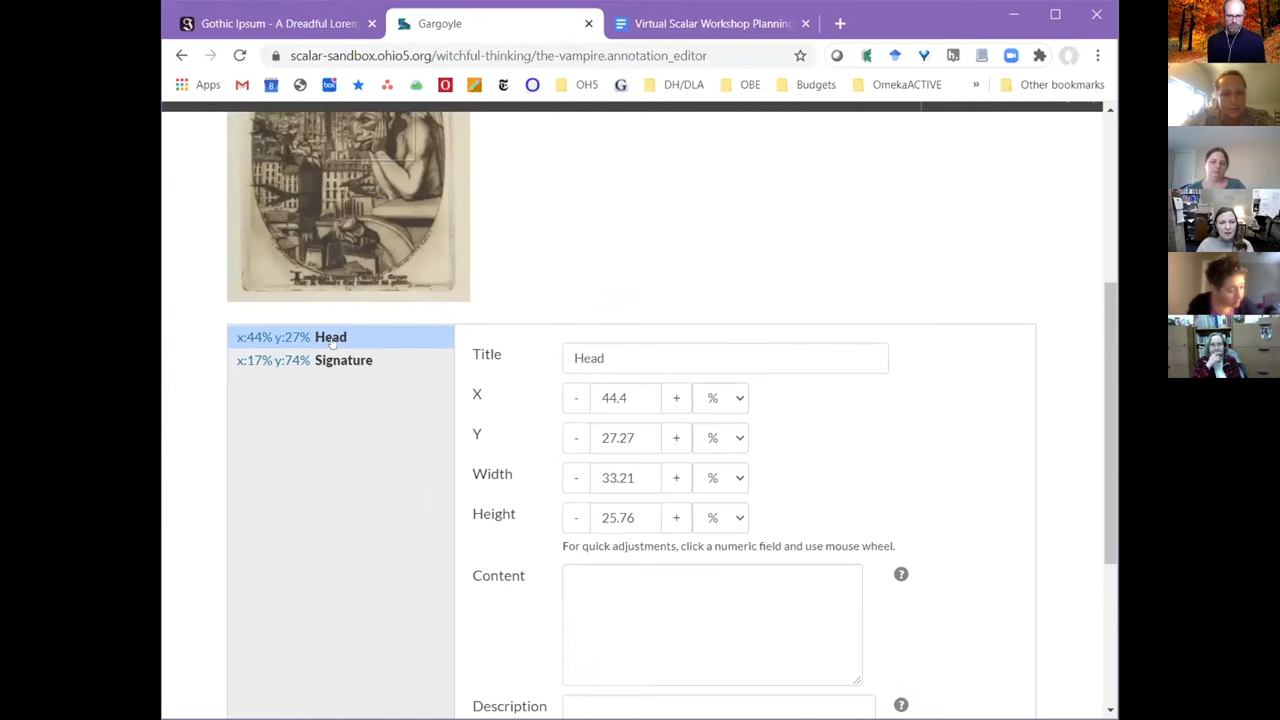 Gothic Ipsum - A Dreadful Lorem
Gargoyle
Virtual Scalar Workshop Planning
scalar-sandbox.ohio5.org/witchful-thinking/the-vampire.annotation_editor
Apps OH5 DH/DLA OBE Budgets OmekaACTIVE » Other bookmarks
x:44% y:27% Head
x:17% y:74% Signature
Title Head
X - 44.4 + %
Y - 27.27 + %
Width - 33.21 + %
Height - 25.76 + %
For quick adjustments, click a numeric field and use mouse wheel.
Content ?
Description ?